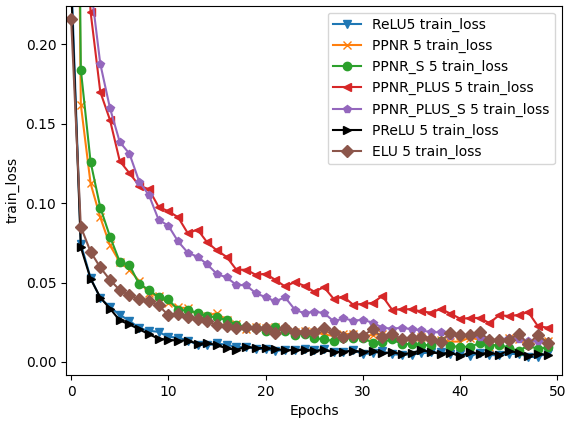 ReLU5 train_loss
PPNR 5 train_loss
PPNR_S 5 train_loss
PPNR_PLUS 5 train_loss
PPNR_PLUS_S 5 train_loss
PReLU 5 train_loss
ELU 5 train_loss
train_loss
0.20
0.15
0.10
0.05
0.00
0 10 20 30 40 50
Epochs